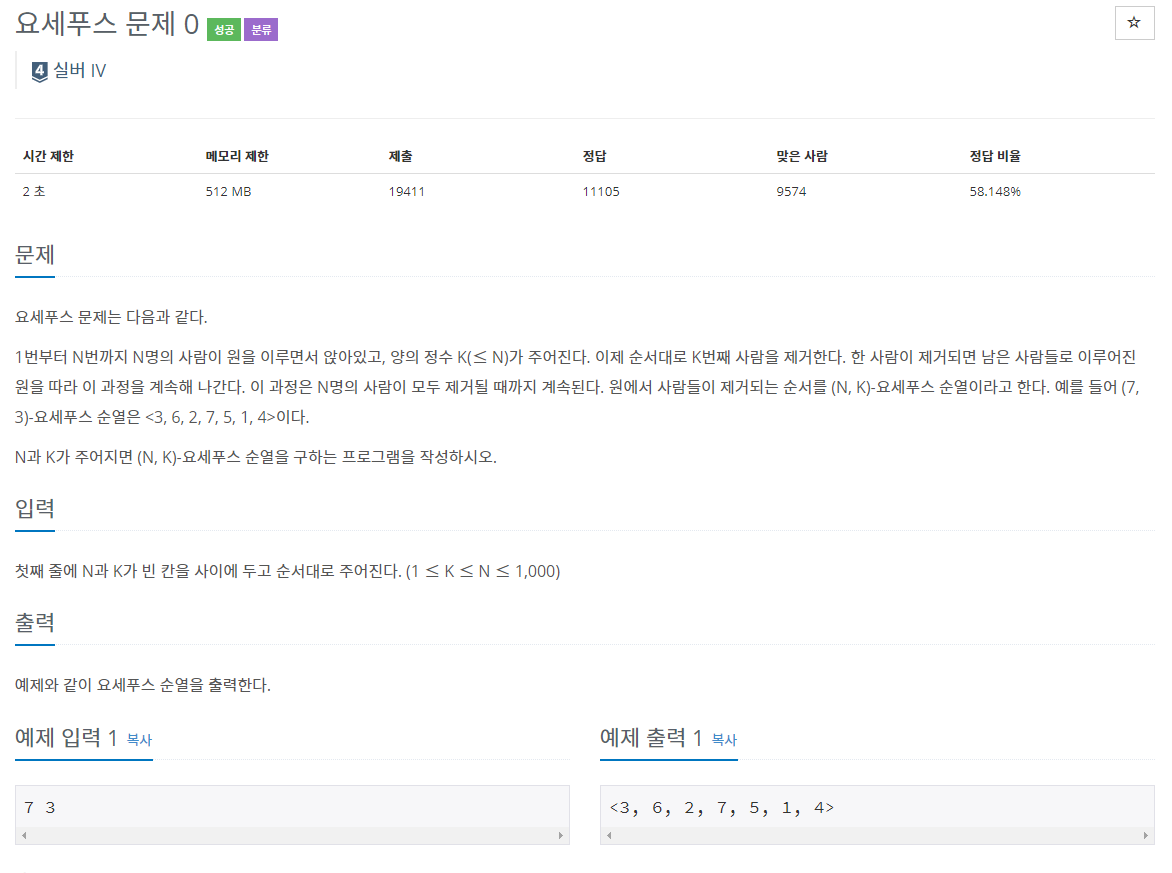 요세푸스 문제 0 성공 분류
☆
4 실버 IV
시간 제한 메모리 제한 제출 정답 맞은 사람 정답 비율
2 초 512 MB 19411 11105 9574 58.148%
문제
요세푸스 문제는 다음과 같다.
1번부터 N번까지 N명의 사람이 원을 이루면서 앉아있고, 양의 정수 K(≤ N)가 주어진다. 이제 순서대로 K번째 사람을 제거한다. 한 사람이 제거되면 남은 사람들로 이루어진
원을 따라 이 과정을 계속해 나간다. 이 과정은 N명의 사람이 모두 제거될 때까지 계속된다. 원에서 사람들이 제거되는 순서를 (N, K)-요세푸스 순열이라고 한다. 예를 들어 (7,
3)-요세푸스 순열은 <3, 6, 2, 7, 5, 1, 4>이다.
N과 K가 주어지면 (N, K)-요세푸스 순열을 구하는 프로그램을 작성하시오.
입력
첫째 줄에 N과 K가 빈 칸을 사이에 두고 순서대로 주어진다. (1 ≤ K ≤ N ≤ 1,000)
출력
예제와 같이 요세푸스 순열을 출력한다.
예제 입력 1 복사
7 3
예제 출력 1 복사
<3, 6, 2, 7, 5, 1, 4>